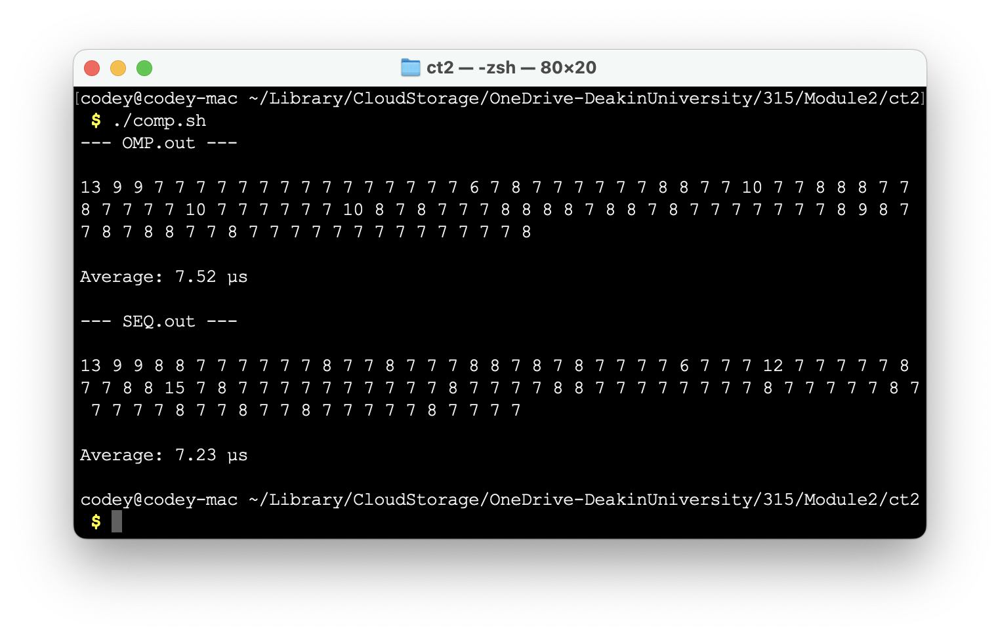 ct2 — -zsh — 80×20
[codey@codey-mac ~/Library/CloudStorage/OneDrive-DeakinUniversity/315/Module2/ct2]
$ ./comp.sh
--- OMP.out ---
13 9 9 7 7 7 7 7 7 7 7 7 7 7 7 7 7 7 6 7 8 7 7 7 7 7 7 8 8 7 7 10 7 7 8 8 8 7 7
8 7 7 7 7 10 7 7 7 7 7 7 10 8 7 8 7 7 7 8 8 8 8 7 8 8 7 8 7 7 7 7 7 7 7 8 9 8 7
7 8 7 8 8 7 7 8 7 7 7 7 7 7 7 7 7 7 7 7 7 8
Average: 7.52 µs
--- SEQ.out ---
13 9 9 8 8 7 7 7 7 7 7 8 7 7 8 7 7 7 8 8 7 8 7 8 7 7 7 7 6 7 7 7 12 7 7 7 7 7 8
7 7 8 8 15 7 8 7 7 7 7 7 7 7 7 7 7 8 7 7 7 7 8 8 7 7 7 7 7 7 7 7 8 7 7 7 7 7 8 7
7 7 7 7 8 7 7 8 7 7 8 7 7 7 7 7 8 7 7 7 7
Average: 7.23 µs
codey@codey-mac ~/Library/CloudStorage/OneDrive-DeakinUniversity/315/Module2/ct2
$